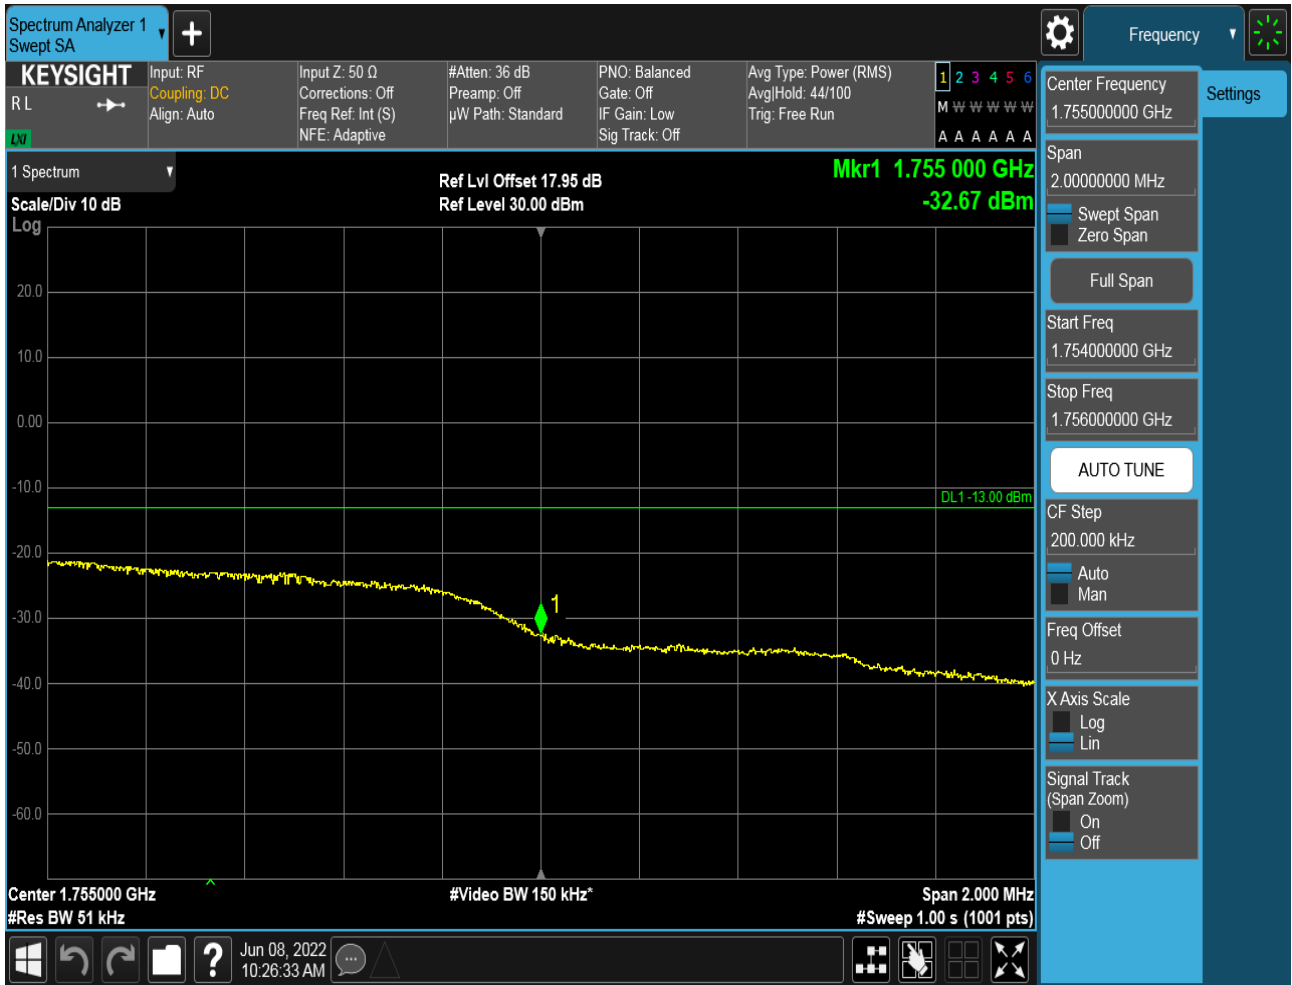 Spectrum Analyzer 1
Swept SA
Frequency
KEYSIGHT
R L
LXI
Input: RF
Coupling: DC
Align: Auto
Input Z: 50 Ω
Corrections: Off
Freq Ref: Int (S)
NFE: Adaptive
#Atten: 36 dB
Preamp: Off
µW Path: Standard
PNO: Balanced
Gate: Off
IF Gain: Low
Sig Track: Off
Avg Type: Power (RMS)
Avg|Hold: 44/100
Trig: Free Run
1 2 3 4 5 6
M W W W W W
A A A A A A
1 Spectrum
Scale/Div 10 dB
Log
Ref Lvl Offset 17.95 dB
Ref Level 30.00 dBm
Mkr1 1.755 000 GHz
-32.67 dBm
20.0
10.0
0.00
-10.0
-20.0
-30.0
-40.0
-50.0
-60.0
DL1 -13.00 dBm
1
Center 1.755000 GHz
#Res BW 51 kHz
#Video BW 150 kHz*
Span 2.000 MHz
#Sweep 1.00 s (1001 pts)
Jun 08, 2022
10:26:33 AM
?
Settings
Center Frequency
1.755000000 GHz
Span
2.00000000 MHz
Swept Span
Zero Span
Full Span
Start Freq
1.754000000 GHz
Stop Freq
1.756000000 GHz
AUTO TUNE
CF Step
200.000 kHz
Auto
Man
Freq Offset
0 Hz
X Axis Scale
Log
Lin
Signal Track
(Span Zoom)
On
Off